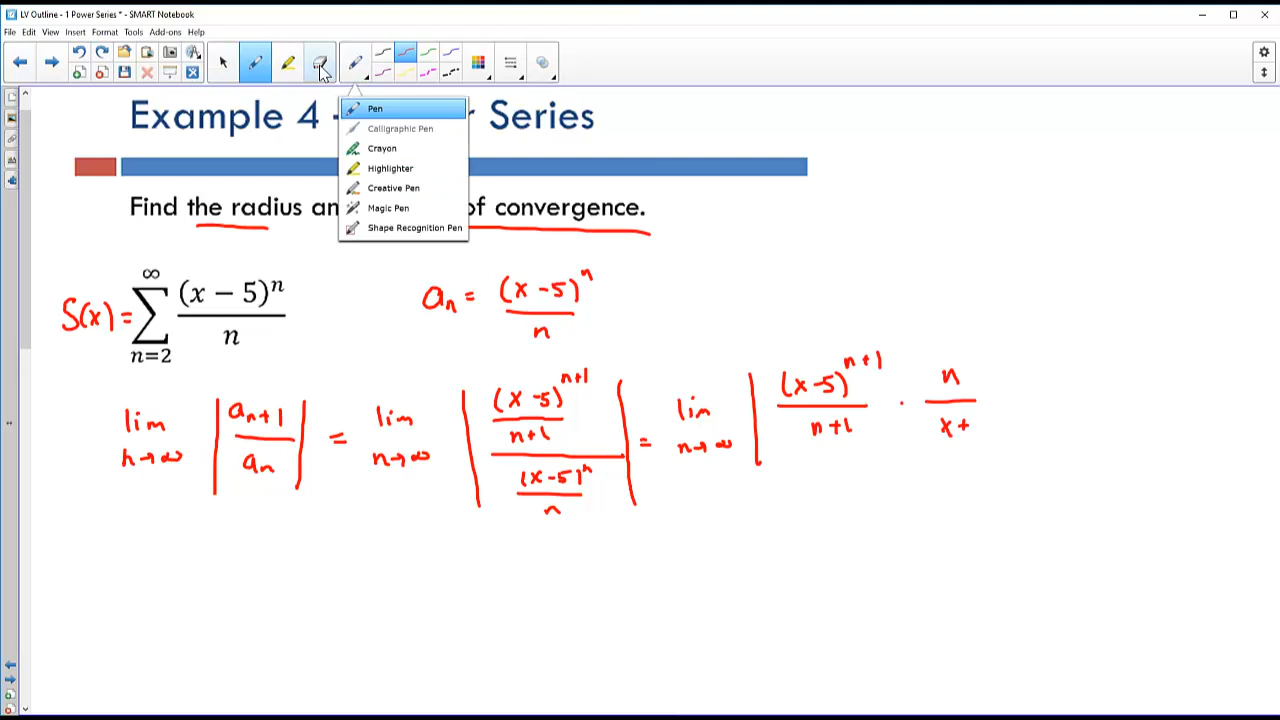 LV Outline - 1 Power Series * - SMART Notebook
File Edit View Insert Format Tools Add-ons Help
Example 4 - r Series
Pen
Calligraphic Pen
Crayon
Highlighter
Creative Pen
Magic Pen
Shape Recognition Pen
Find the radius an of convergence.
S(x) = ∑_{n=2}^{∞} (x − 5)^n / n
a_n = (x - 5)^n / n
lim_{n→∞} | a_{n+1} / a_n | = lim_{n→∞} | ((x - 5)^{n+1} / (n+1)) / ((x - 5)^n / n) | = lim_{n→∞} | (x - 5)^{n+1} / (n+1) · n / x+